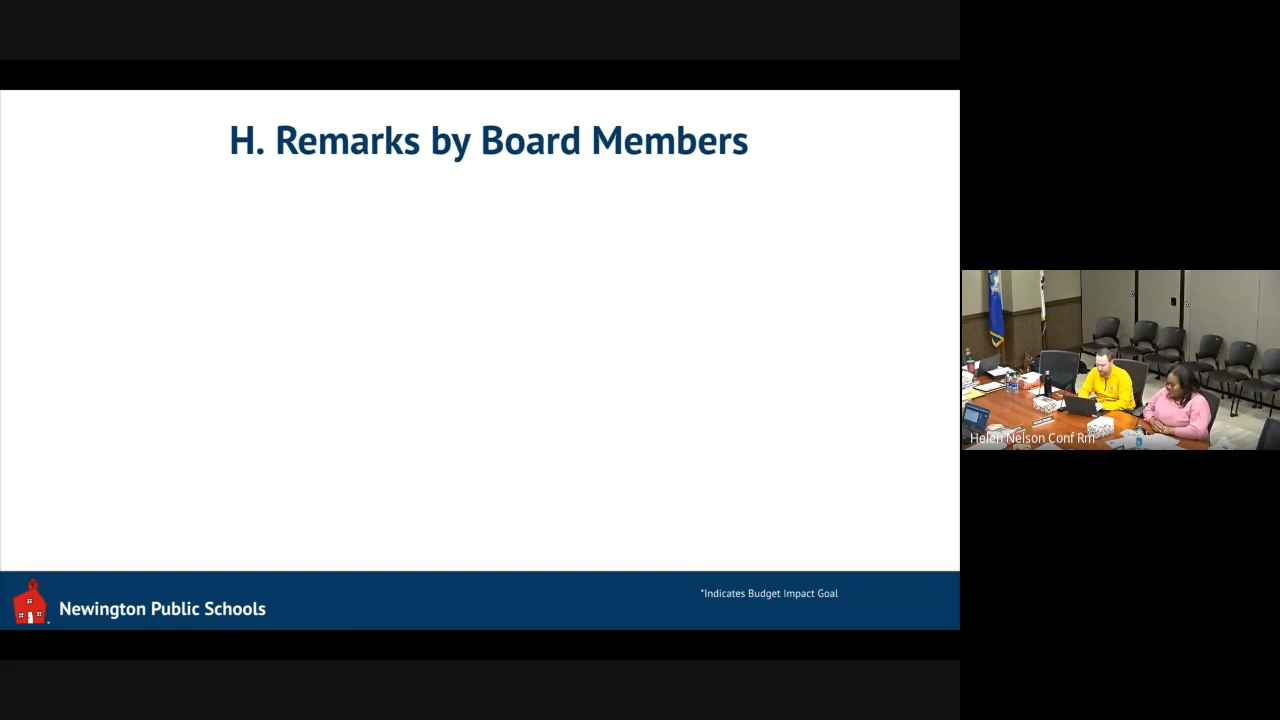 H. Remarks by Board Members
Helen Nelson Conf Rm
*Indicates Budget Impact Goal
Newington Public Schools